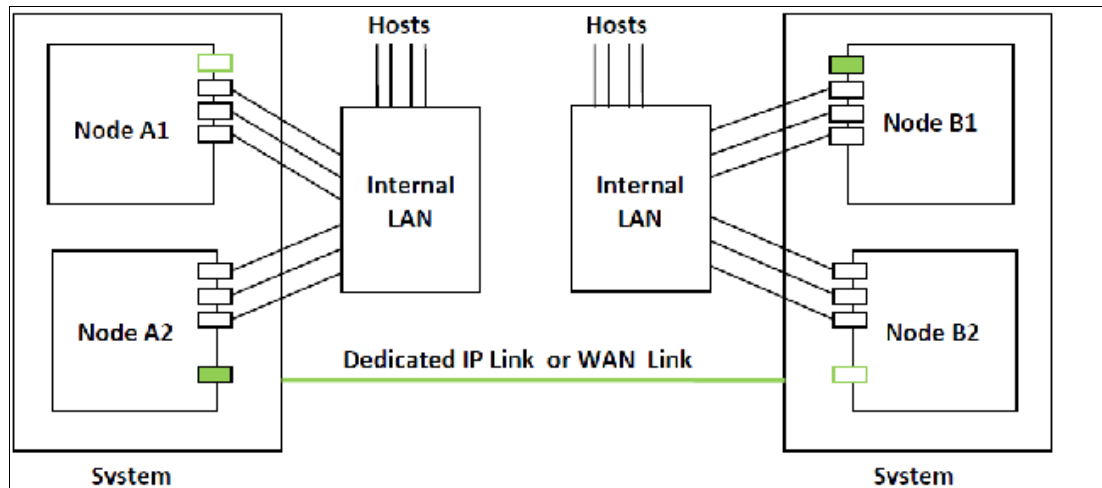 Hosts
Hosts
Node A1
Node B1
Internal
LAN
Internal
LAN
Node A2
Node B2
Dedicated IP Link or WAN Link
System
System